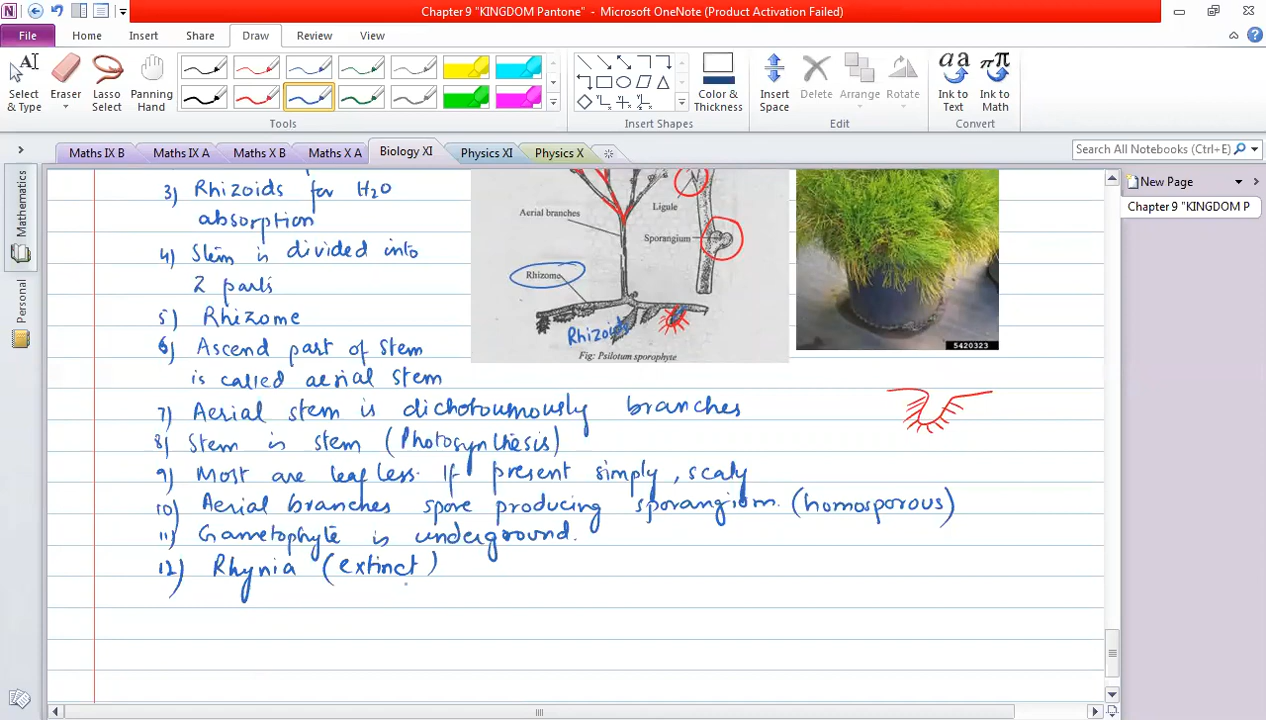 Chapter 9 "KINGDOM Pantone" - Microsoft OneNote (Product Activation Failed)
File Home Insert Share Draw Review View
Select & Type
Eraser
Lasso Select
Panning Hand
Color & Thickness
Insert Space
Delete
Arrange
Rotate
Ink to Text
Ink to Math
Tools
Insert Shapes
Edit
Convert
Maths IX B Maths IX A Maths X B Maths X A Biology XI Physics XI Physics X
Search All Notebooks (Ctrl+E)
New Page
Chapter 9 "KINGDOM P
Mathematics
Personal
3) Rhizoids for H2O
absorption
4) Stem is divided into
2 parts
5) Rhizome
6) Ascend part of stem
is called aerial stem
7) Aerial stem is dichotoumously branches
8) Stem is stem (Photosynthesis)
9) Most are leaf less. If present simply, scaly
10) Aerial branches spore producing sporangium. (homosporous)
11) Gametophyte is underground.
12) Rhynia (extinct)
Aerial branches
Ligule
Sporangium
Rhizome
Rhizoids
Fig: Psilotum sporophyte
5420323